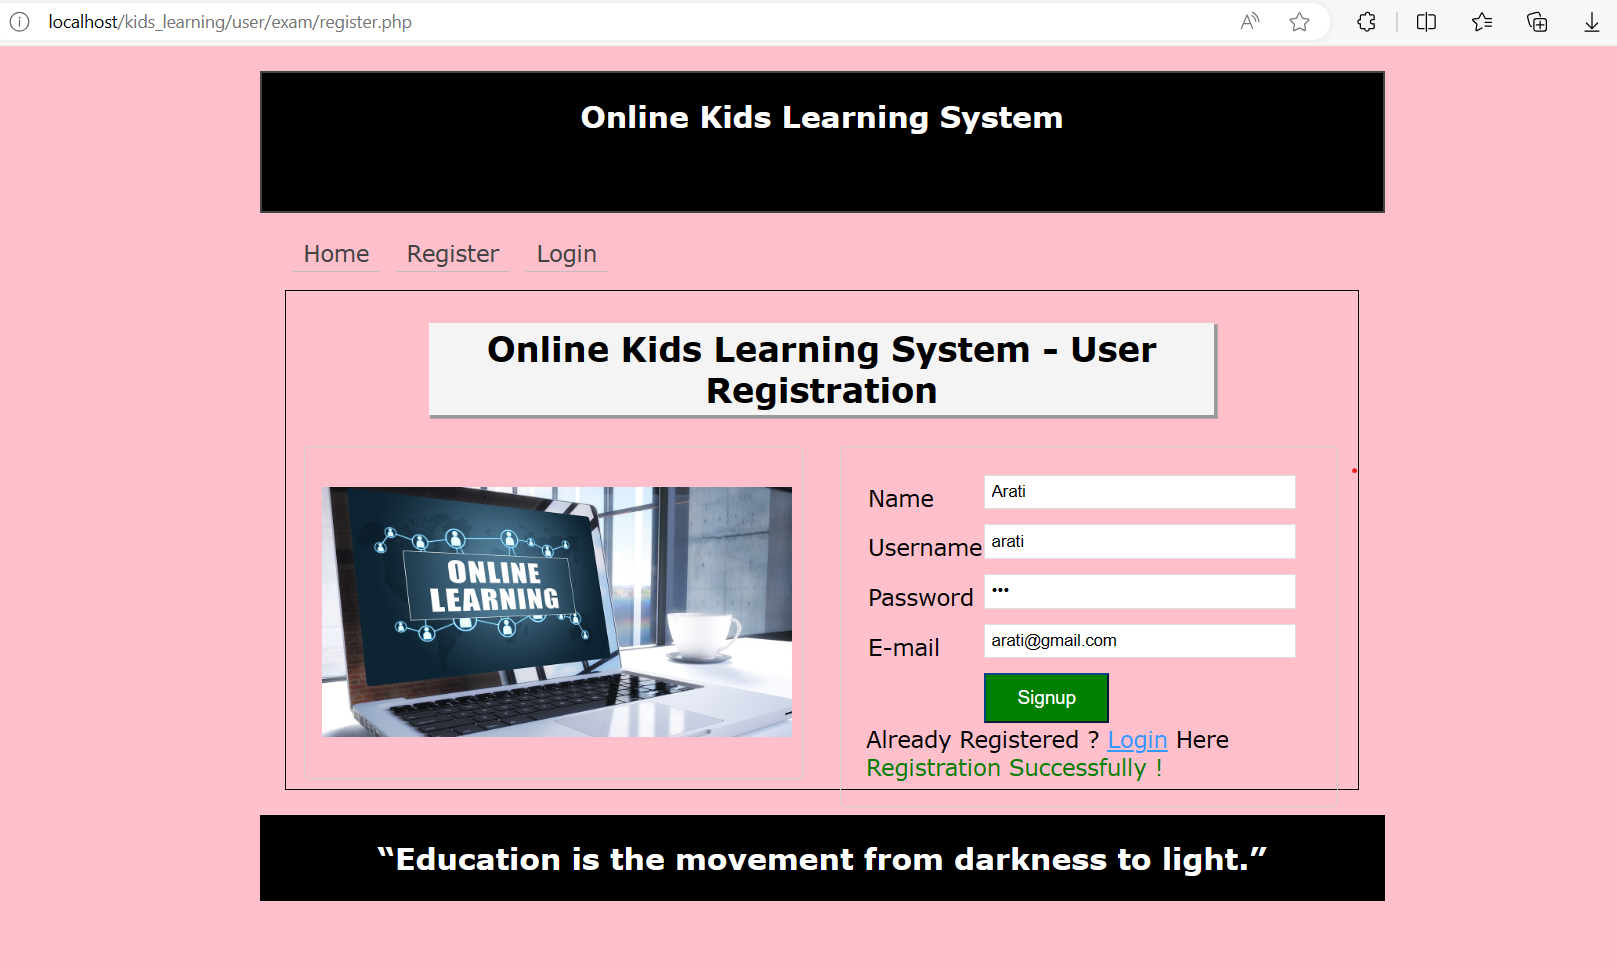 localhost/kids_learning/user/exam/register.php
Online Kids Learning System
Home Register Login
Online Kids Learning System - User
Registration
ONLINE
LEARNING
Name Arati
Username arati
Password •••
E-mail arati@gmail.com
Signup
Already Registered ? Login Here
Registration Successfully !
“Education is the movement from darkness to light.”